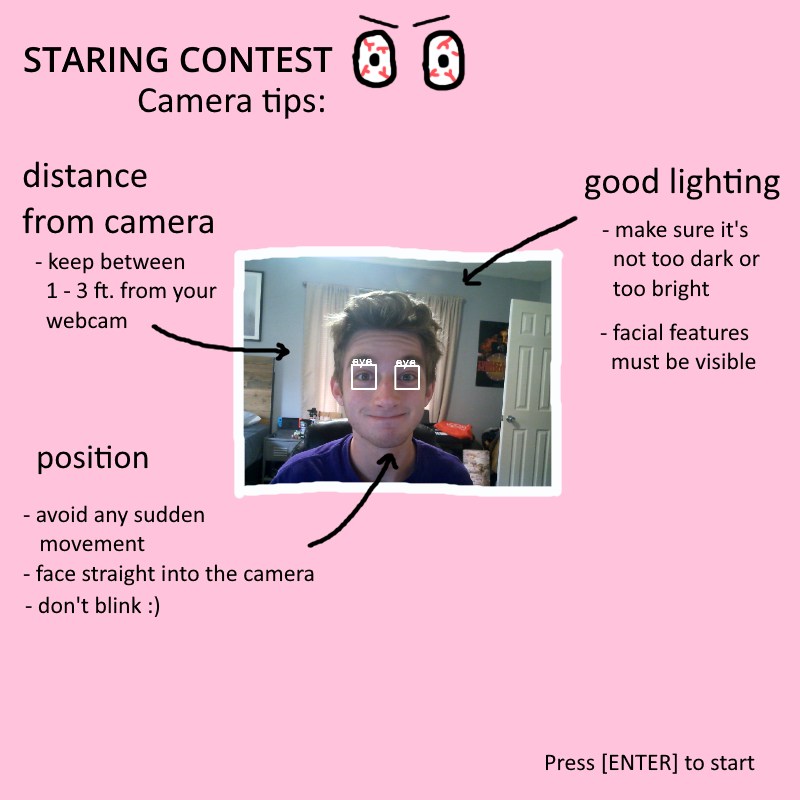 STARING CONTEST
Camera tips:
distance
from camera
- keep between
1 - 3 ft. from your
webcam
good lighting
- make sure it's
not too dark or
too bright
- facial features
must be visible
eye eye
position
- avoid any sudden
movement
- face straight into the camera
- don't blink :)
Press [ENTER] to start